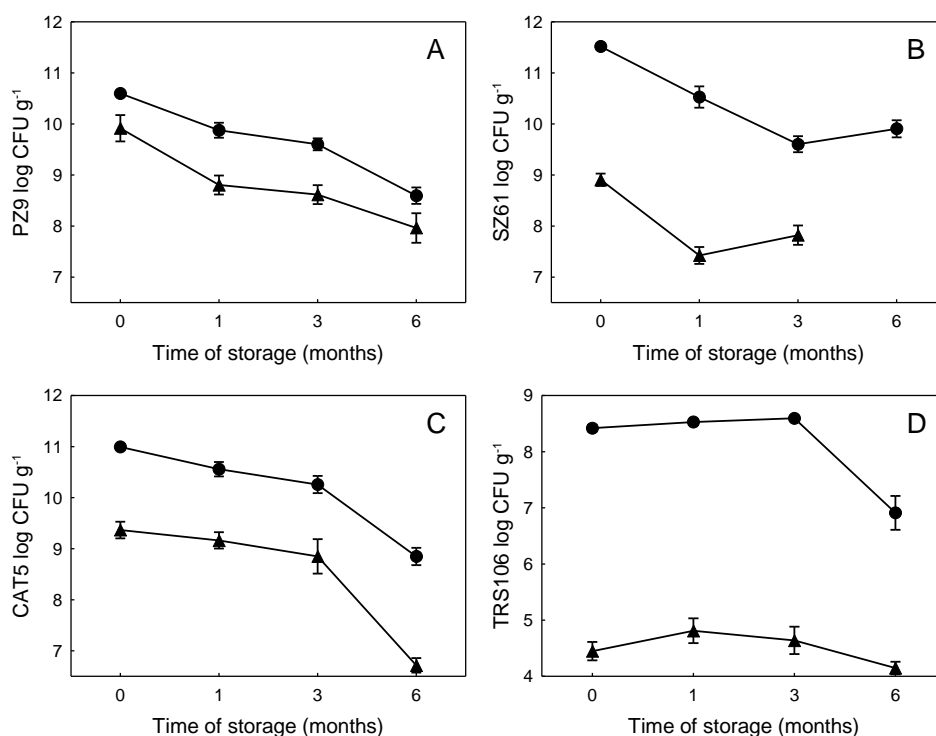 A
PZ9 log CFU g⁻¹
12
11
10
9
8
7
0 1 3 6
Time of storage (months)
B
SZ61 log CFU g⁻¹
12
11
10
9
8
7
0 1 3 6
Time of storage (months)
C
CAT5 log CFU g⁻¹
12
11
10
9
8
7
0 1 3 6
Time of storage (months)
D
TRS106 log CFU g⁻¹
9
8
7
6
5
4
0 1 3 6
Time of storage (months)